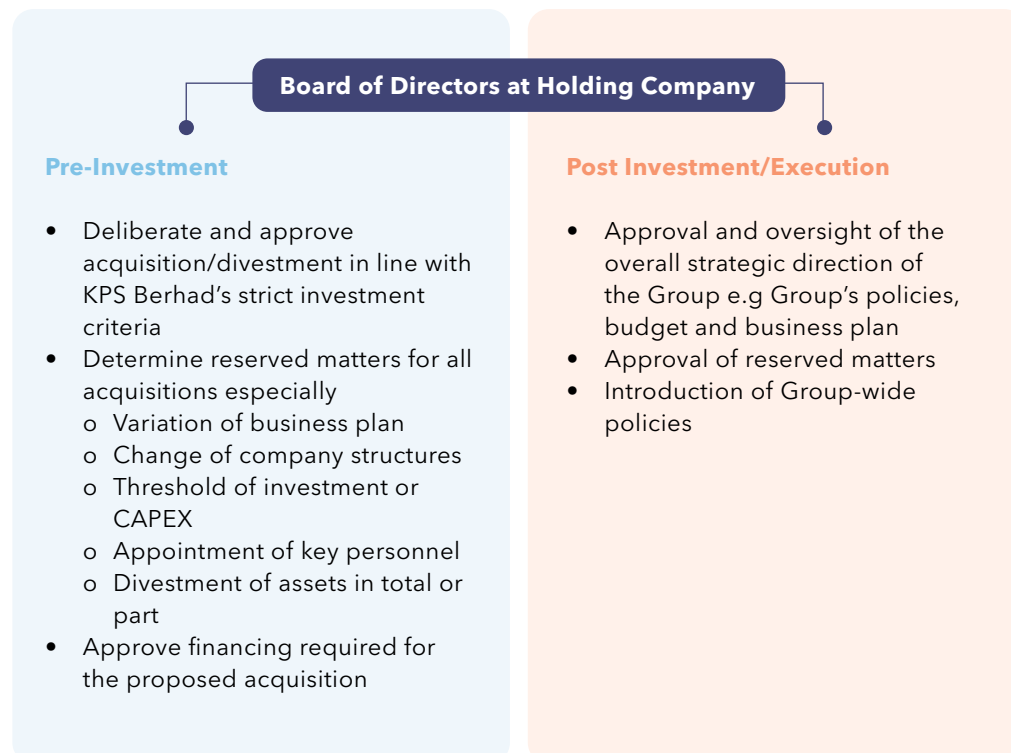 Board of Directors at Holding Company
Pre-Investment
• Deliberate and approve
acquisition/divestment in line with
KPS Berhad’s strict investment
criteria
• Determine reserved matters for all
acquisitions especially
o Variation of business plan
o Change of company structures
o Threshold of investment or
CAPEX
o Appointment of key personnel
o Divestment of assets in total or
part
• Approve financing required for
the proposed acquisition
Post Investment/Execution
• Approval and oversight of the
overall strategic direction of
the Group e.g Group’s policies,
budget and business plan
• Approval of reserved matters
• Introduction of Group-wide
policies